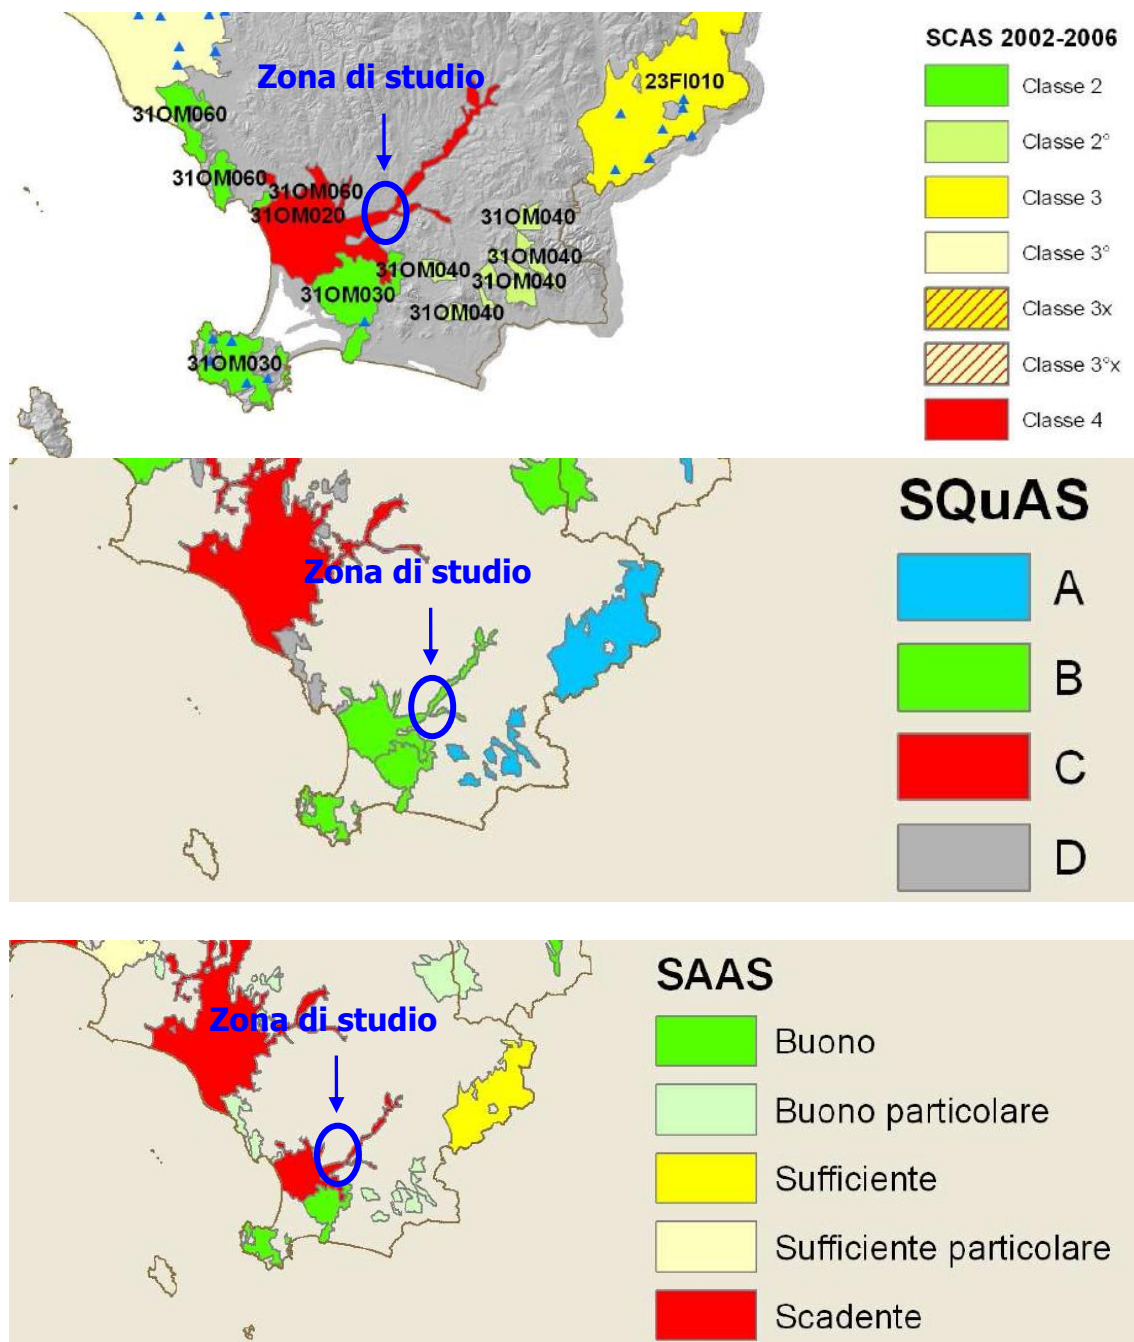 SCAS 2002-2006
Zona di studio
Classe 2
23FI010
31OM060
Classe 2°
31OM060
31OM060
Classe 3
31OM020
31OM040
Classe 3°
31OM040
31OM040
31OM040
31OM030
Classe 3x
31OM040
31OM030
Classe 3°x
Classe 4
SQuAS
Zona di studio
A
B
C
D
SAAS
Zona di studio
Buono
Buono particolare
Sufficiente
Sufficiente particolare
Scadente